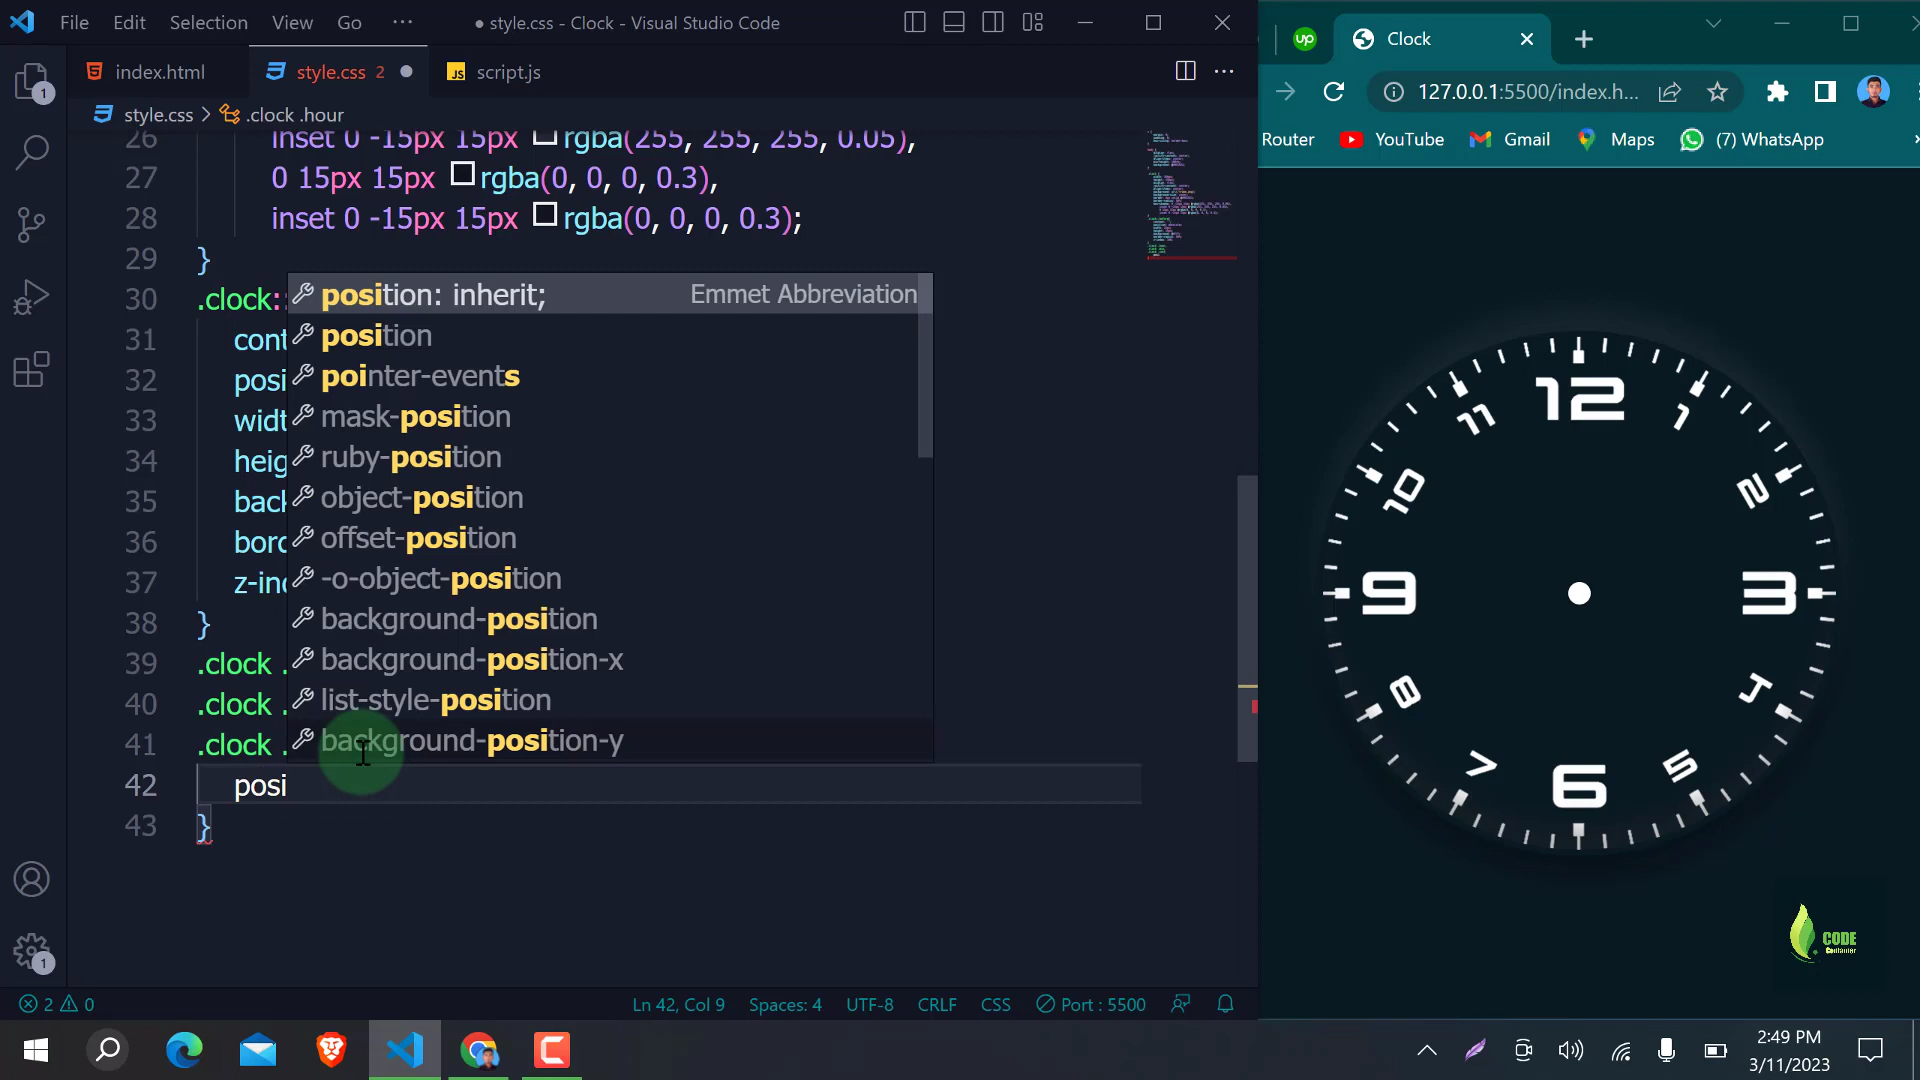 File Edit Selection View Go ··· ● style.css - Clock - Visual Studio Code
index.html style.css 2 script.js
style.css > .clock .hour
26 inset 0 -15px 15px rgba(255, 255, 255, 0.05),
27 0 15px 15px rgba(0, 0, 0, 0.3),
28 inset 0 -15px 15px rgba(0, 0, 0, 0.3);
29 }
30 .clock:
31 cont
32 posi
33 widt
34 heig
35 back
36 bord
37 z-ind
38 }
39 .clock .
40 .clock .
41 .clock .
42 posi
43 }
position: inherit; Emmet Abbreviation
position
pointer-events
mask-position
ruby-position
object-position
offset-position
-o-object-position
background-position
background-position-x
list-style-position
background-position-y
2 0 Ln 42, Col 9 Spaces: 4 UTF-8 CRLF CSS Port : 5500
1
1
up Clock
127.0.0.1:5500/index.h...
Router YouTube Gmail Maps (7) WhatsApp
12
11 1
10 2
9 3
8 4
7 5
6
CODE
Container
2:49 PM
3/11/2023